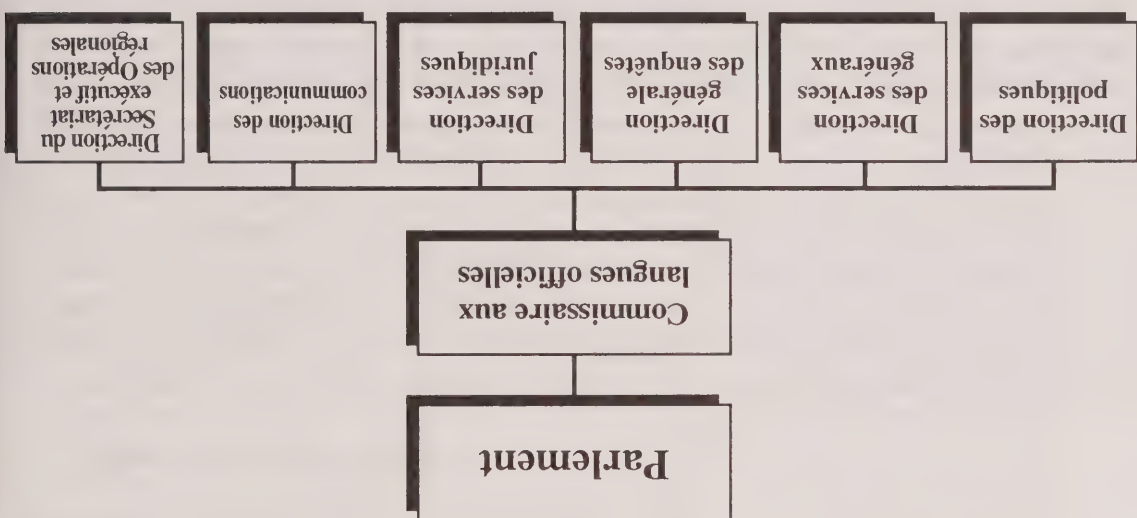 Parlement
Commissaire aux
langues officielles
Direction des
politiques
Direction
des services
généraux
Direction
générale
des enquêtes
Direction
des services
juridiques
Direction des
communications
Direction du
Secrétariat
exécutif et
des Opérations
régionales